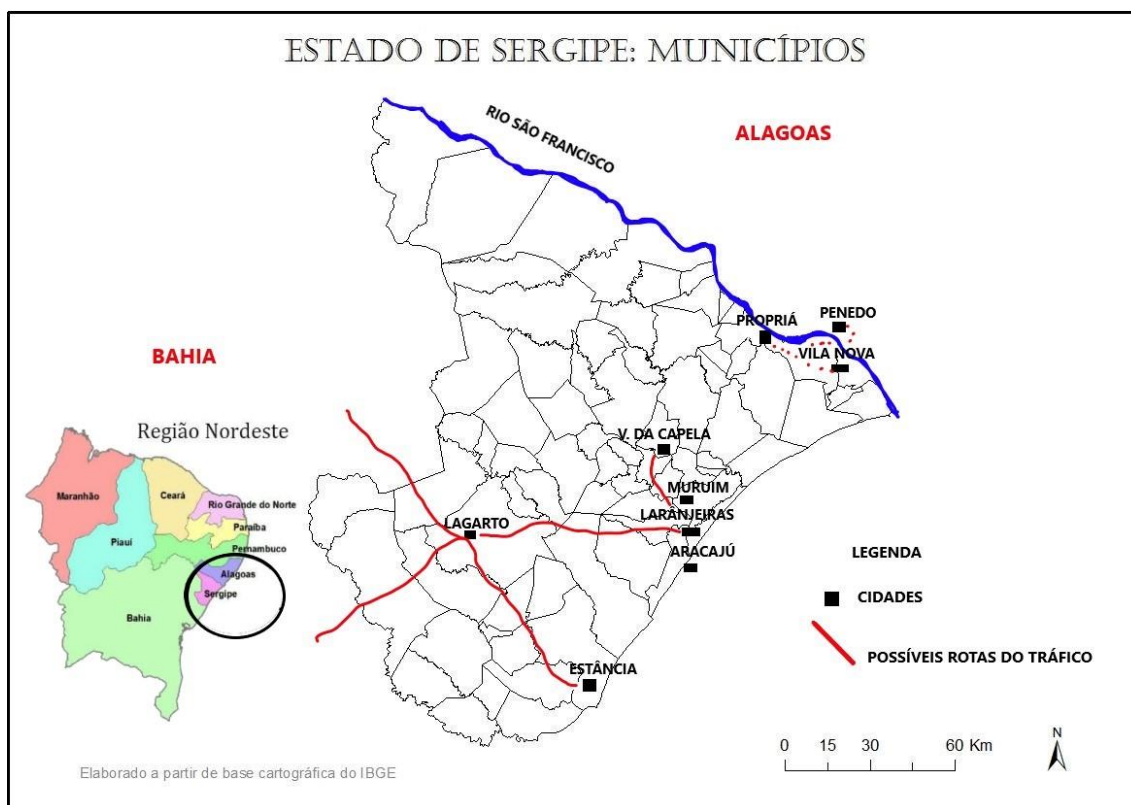 ESTADO DE SERGIPE: MUNICÍPIOS
RIO SÃO FRANCISCO
ALAGOAS
PROPRIÁ
PENEDO
VILA NOVA
BAHIA
Região Nordeste
Maranhão
Ceará
Rio Grande do Norte
Paraíba
Piauí
Pernambuco
Alagoas
Sergipe
Bahia
V. DA CAPELA
MURUIM
LARANJEIRAS
LAGARTO
ARACAJÚ
ESTÂNCIA
LEGENDA
CIDADES
POSSÍVEIS ROTAS DO TRÁFICO
0 15 30 60 Km
N
Elaborado a partir de base cartográfica do IBGE